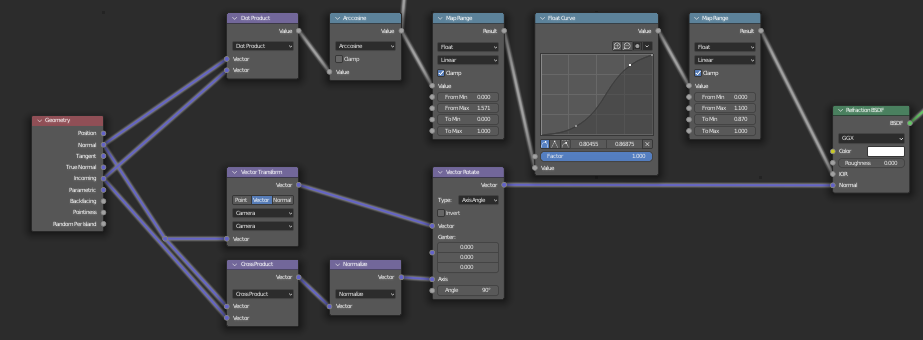 Geometry
Position
Normal
Tangent
True Normal
Incoming
Parametric
Backfacing
Pointiness
Random Per Island
Dot Product
Value
Dot Product
Vector
Vector
Arccosine
Value
Arccosine
Clamp
Value
Map Range
Result
Float
Linear
Clamp
Value
From Min 0.000
From Max 1.571
To Min 0.000
To Max 1.000
Float Curve
Value
0.80455 0.86875
Factor 1.000
Value
Map Range
Result
Float
Linear
Clamp
Value
From Min 0.000
From Max 1.100
To Min 0.870
To Max 1.000
Refraction BSDF
BSDF
GGX
Color
Roughness 0.000
IOR
Normal
Vector Transform
Vector
Point Vector Normal
Camera
Camera
Vector
Cross Product
Vector
Cross Product
Vector
Vector
Normalize
Vector
Normalize
Vector
Vector Rotate
Vector
Type: Axis Angle
Invert
Vector
Center:
0.000
0.000
0.000
Axis
Angle 90°